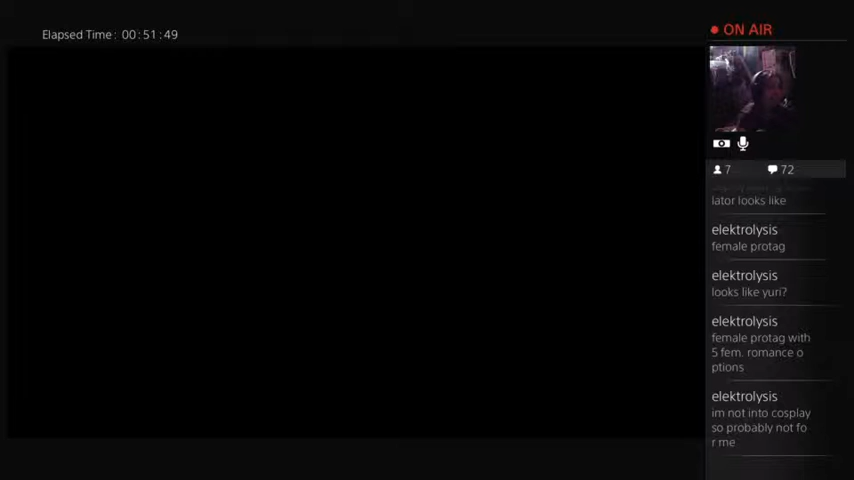 Elapsed Time: 00:51:49
ON AIR
7
72
lator looks like
elektrolysis
female protag
elektrolysis
looks like yuri?
elektrolysis
female protag with
5 fem. romance o
ptions
elektrolysis
im not into cosplay
so probably not fo
r me